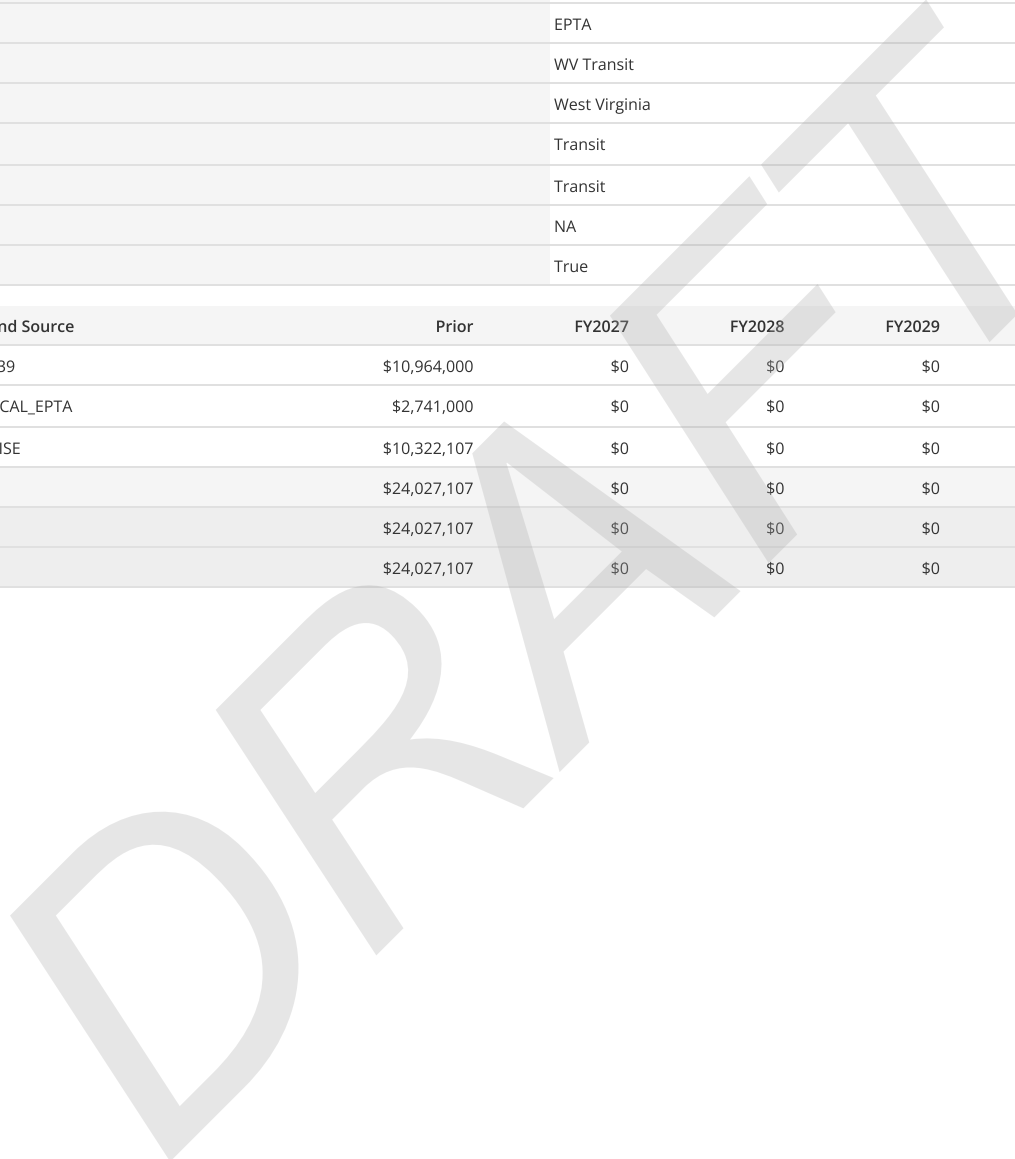 EPTA
WV Transit
West Virginia
Transit
Transit
NA
True
nd Source Prior FY2027 FY2028 FY2029
39 $10,964,000 $0 $0 $0
CAL_EPTA $2,741,000 $0 $0 $0
ISE $10,322,107 $0 $0 $0
$24,027,107 $0 $0 $0
$24,027,107 $0 $0 $0
$24,027,107 $0 $0 $0
DRAFT